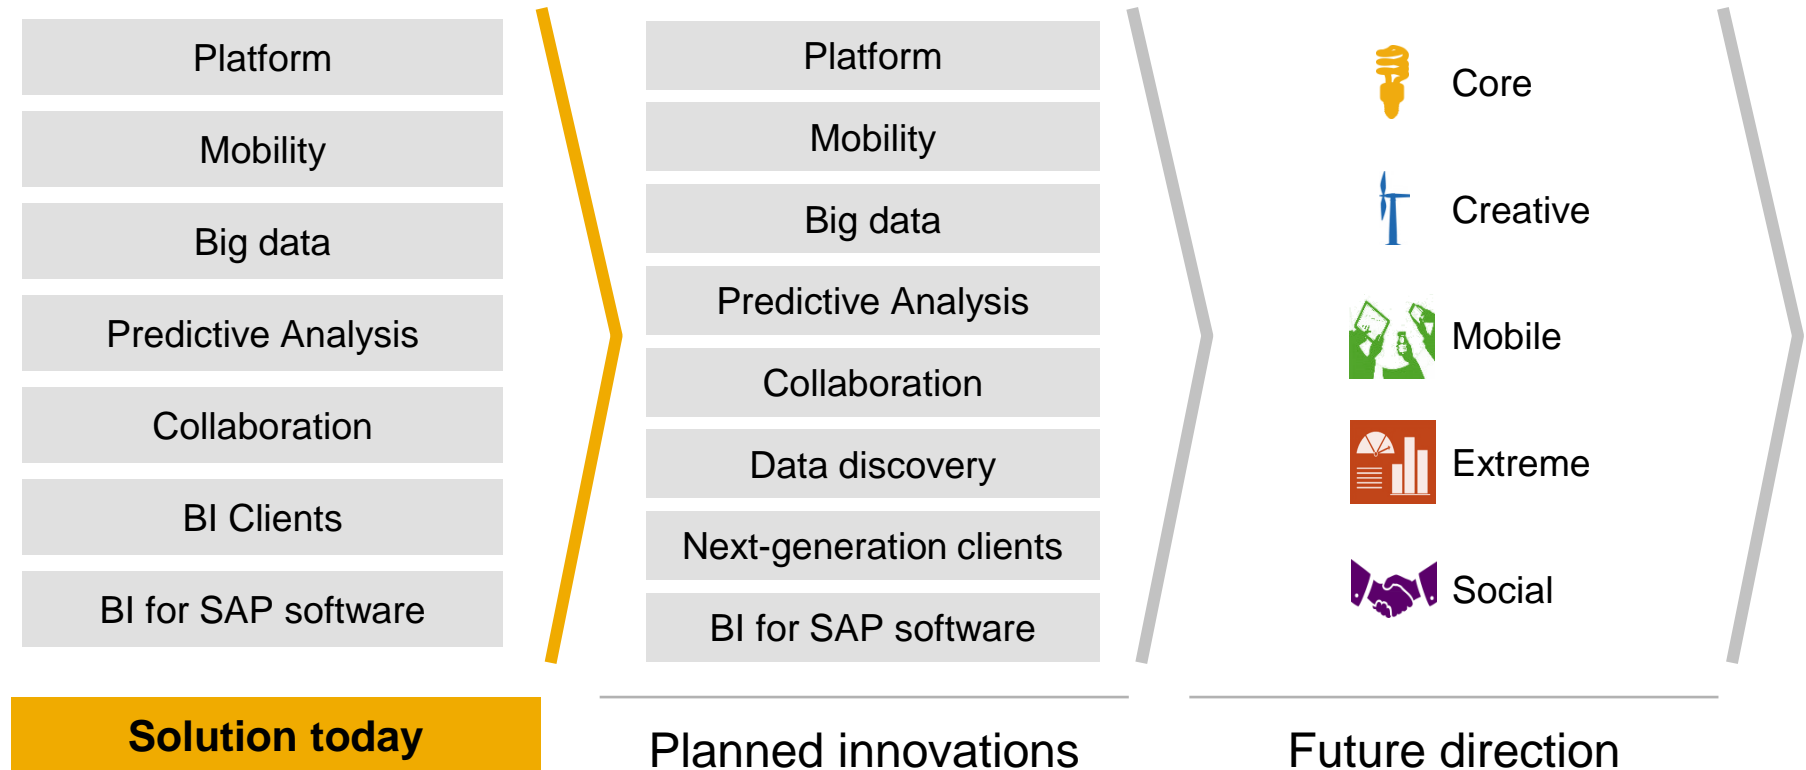 Platform
Mobility
Big data
Predictive Analysis
Collaboration
BI Clients
BI for SAP software
Solution today
Platform
Mobility
Big data
Predictive Analysis
Collaboration
Data discovery
Next-generation clients
BI for SAP software
Planned innovations
Core
Creative
Mobile
Extreme
Social
Future direction